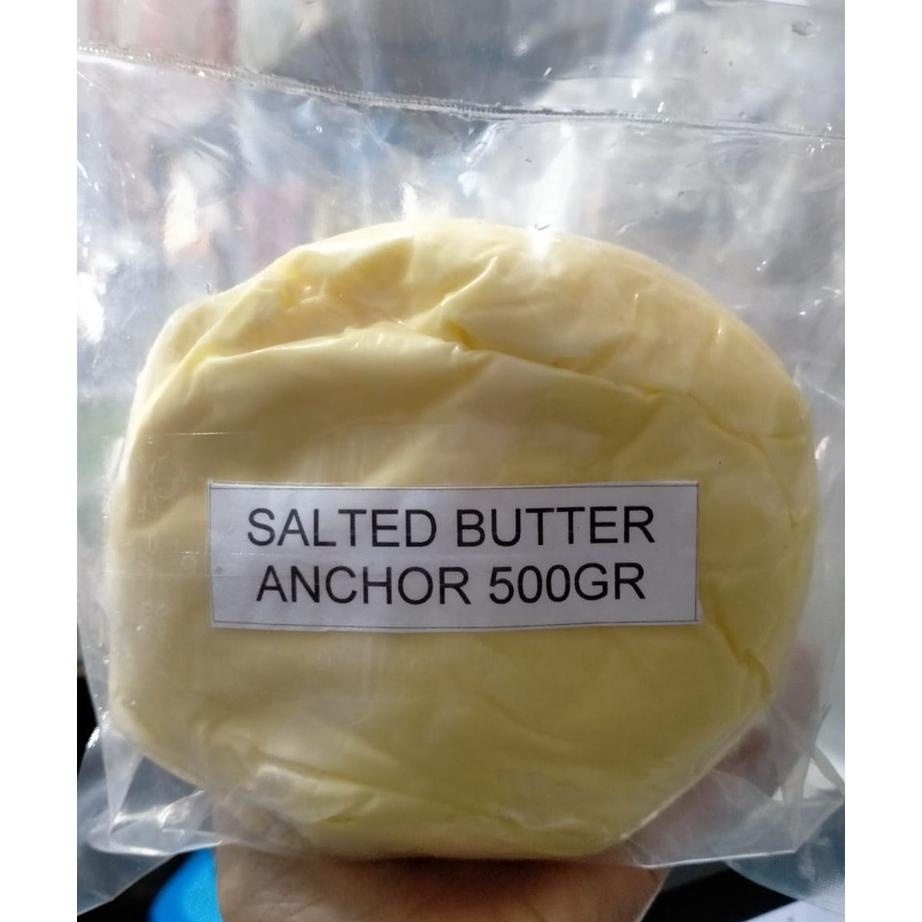 SALTED BUTTER
ANCHOR 500GR